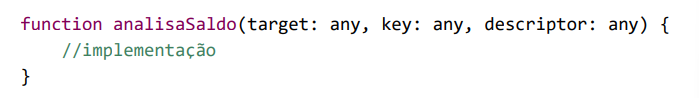 function analisaSaldo(target: any, key: any, descriptor: any) {
//implementação
}